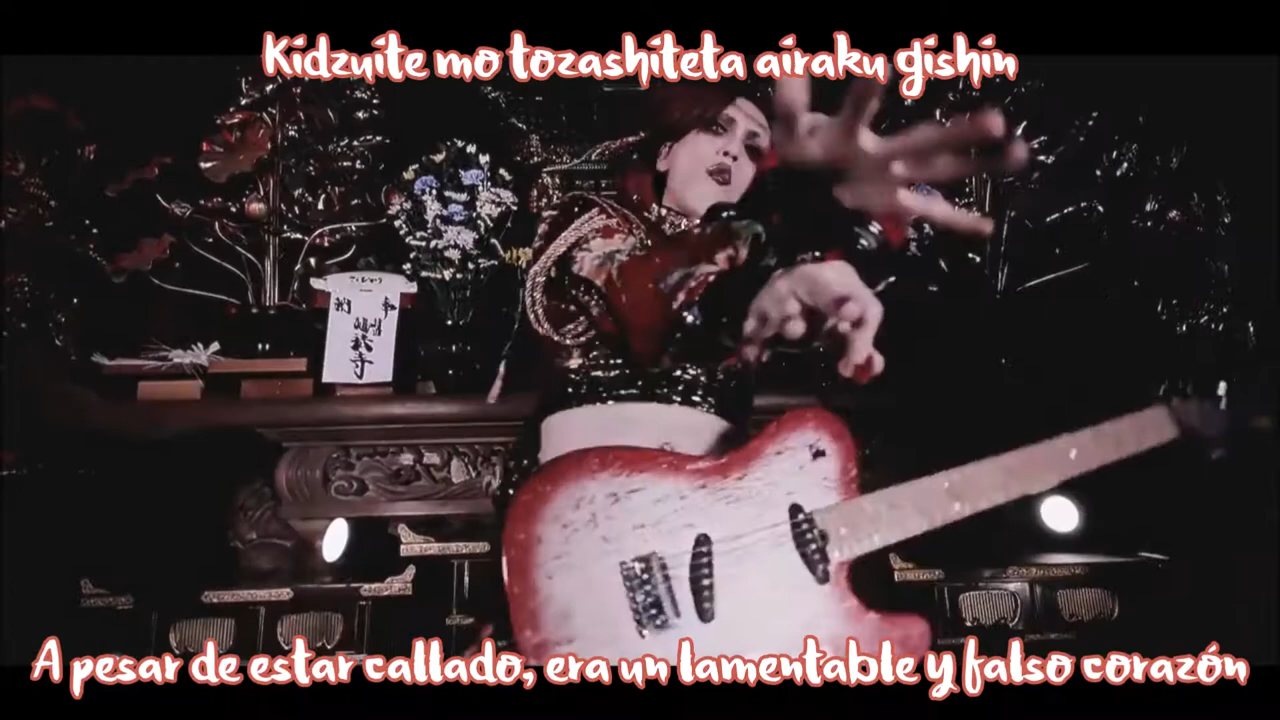 Kidzuite mo tozashiteta airaku gishin
A pesar de estar callado, era un lamentable y falso corazón